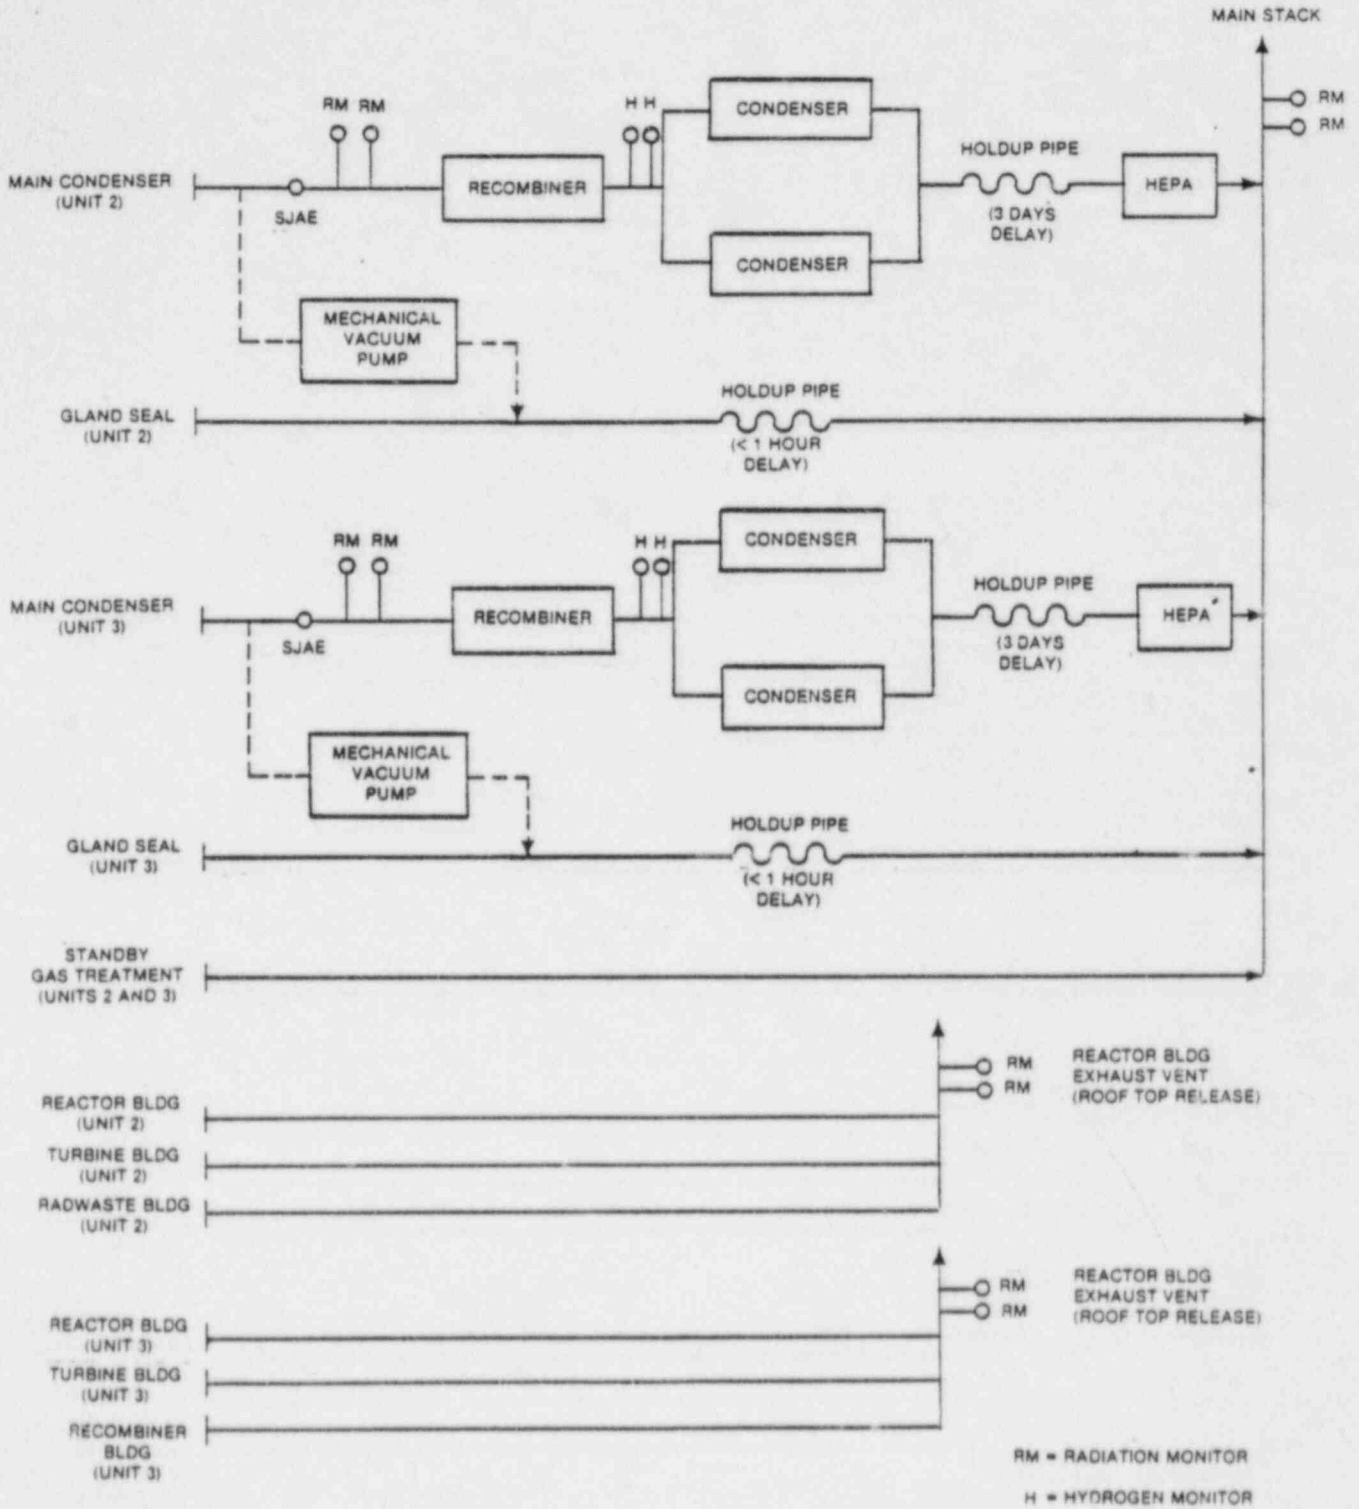 MAIN STACK
RM RM
H H
CONDENSER
RM
RM
HOLDUP PIPE
MAIN CONDENSER
(UNIT 2)
SJAE
RECOMBINER
HEPA
(3 DAYS
DELAY)
CONDENSER
MECHANICAL
VACUUM
PUMP
HOLDUP PIPE
GLAND SEAL
(UNIT 2)
(< 1 HOUR
DELAY)
RM RM
H H
CONDENSER
HOLDUP PIPE
MAIN CONDENSER
(UNIT 3)
SJAE
RECOMBINER
HEPA
(3 DAYS
DELAY)
CONDENSER
MECHANICAL
VACUUM
PUMP
HOLDUP PIPE
GLAND SEAL
(UNIT 3)
(< 1 HOUR
DELAY)
STANDBY
GAS TREATMENT
(UNITS 2 AND 3)
RM
RM
REACTOR BLDG
EXHAUST VENT
(ROOF TOP RELEASE)
REACTOR BLDG
(UNIT 2)
TURBINE BLDG
(UNIT 2)
RADWASTE BLDG
(UNIT 2)
RM
RM
REACTOR BLDG
EXHAUST VENT
(ROOF TOP RELEASE)
REACTOR BLDG
(UNIT 3)
TURBINE BLDG
(UNIT 3)
RECOMBINER
BLDG
(UNIT 3)
RM = RADIATION MONITOR
H = HYDROGEN MONITOR